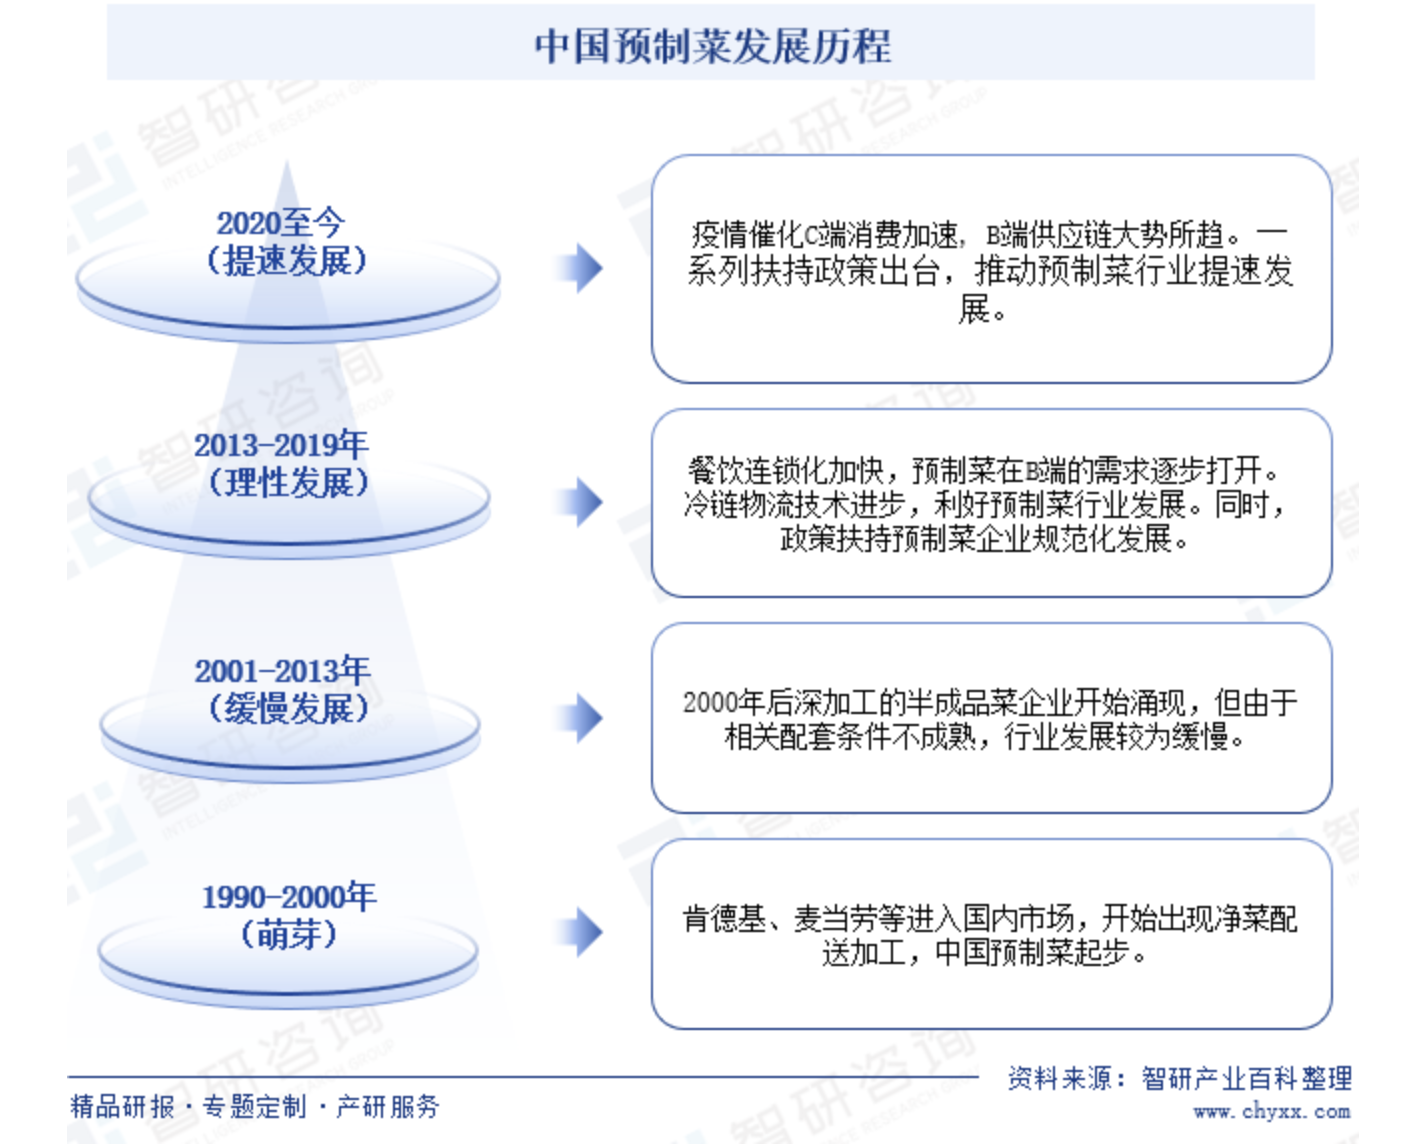 中国预制菜发展历程
2020至今
（提速发展）
疫情催化C端消费加速，B端供应链大势所趋。一
系列扶持政策出台，推动预制菜行业提速发
展。
2013-2019年
（理性发展）
餐饮连锁化加快，预制菜在B端的需求逐步打开。
冷链物流技术进步，利好预制菜行业发展。同时，
政策扶持预制菜企业规范化发展。
2001-2013年
（缓慢发展）
2000年后深加工的半成品菜企业开始涌现，但由于
相关配套条件不成熟，行业发展较为缓慢。
1990-2000年
（萌芽）
肯德基、麦当劳等进入国内市场，开始出现净菜配
送加工，中国预制菜起步。
资料来源：智研产业百科整理
精品研报·专题定制·产研服务
www.chyxx.com
智研咨询
INTELLIGENCE RESEARCH GROUP